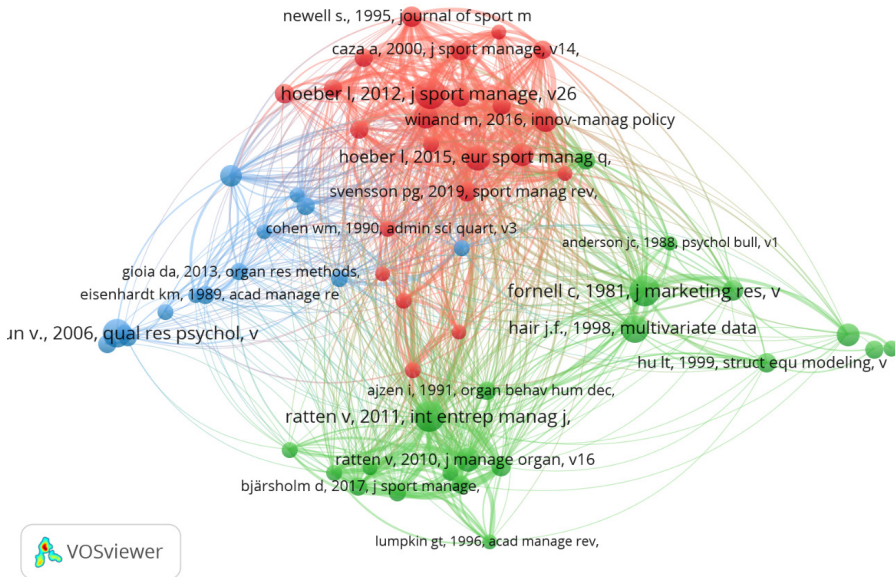 newell s., 1995, journal of sport m
caza a, 2000, j sport manage, v14,
hoeber l, 2012, j sport manage, v26
winand m, 2016, innov-manag policy
hoeber l, 2015, eur sport manag q,
svensson pg, 2019, sport manag rev,
cohen wm, 1990, admin sci quart, v3
anderson jc, 1988, psychol bull, v1
gioia da, 2013, organ res methods,
eisenhardt km, 1989, acad manage re
fornell c, 1981, j marketing res, v
un v., 2006, qual res psychol, v
hair j.f., 1998, multivariate data
hu lt, 1999, struct equ modeling, v
ajzen i, 1991, organ behav hum dec,
ratten v, 2011, int entrep manag j,
ratten v, 2010, j manage organ, v16
bjärsholm d, 2017, j sport manage,
lumpkin gt, 1996, acad manage rev,
VOSviewer